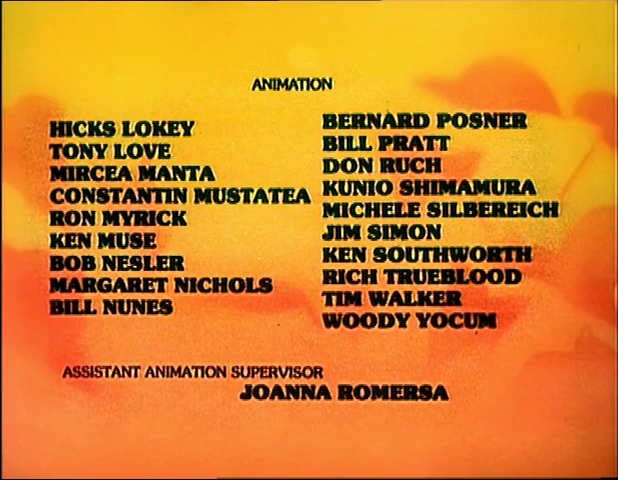 ANIMATION
HICKS LOKEY
TONY LOVE
MIRCEA MANTA
CONSTANTIN MUSTATEA
RON MYRICK
KEN MUSE
BOB NESLER
MARGARET NICHOLS
BILL NUNES
BERNARD POSNER
BILL PRATT
DON RUCH
KUNIO SHIMAMURA
MICHELE SILBEREICH
JIM SIMON
KEN SOUTHWORTH
RICH TRUEBLOOD
TIM WALKER
WOODY YOCUM
ASSISTANT ANIMATION SUPERVISOR
JOANNA ROMERSA